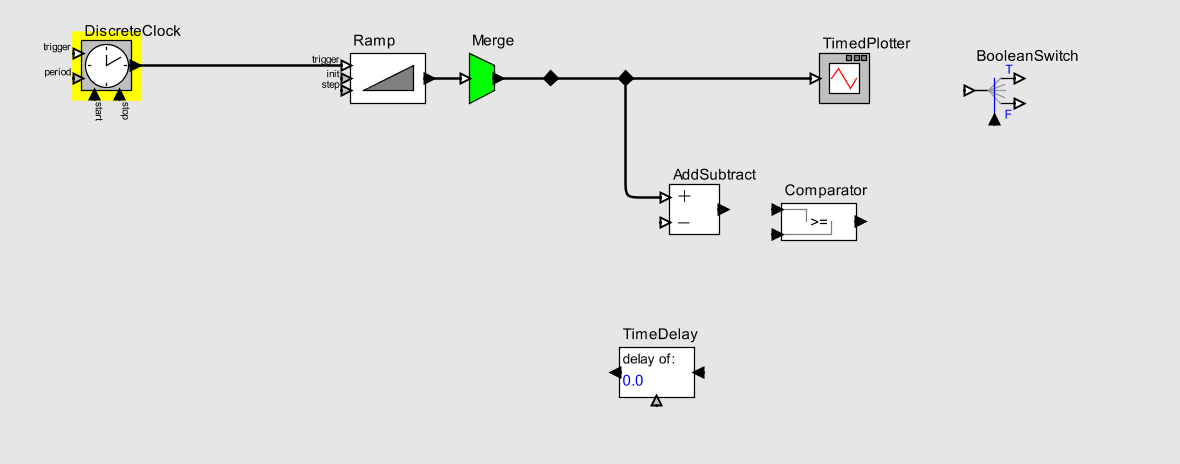 DiscreteClock
trigger
period
start
stop
Ramp
trigger
init
step
Merge
TimedPlotter
BooleanSwitch
T
F
AddSubtract
+
–
Comparator
>=
TimeDelay
delay of:
0.0